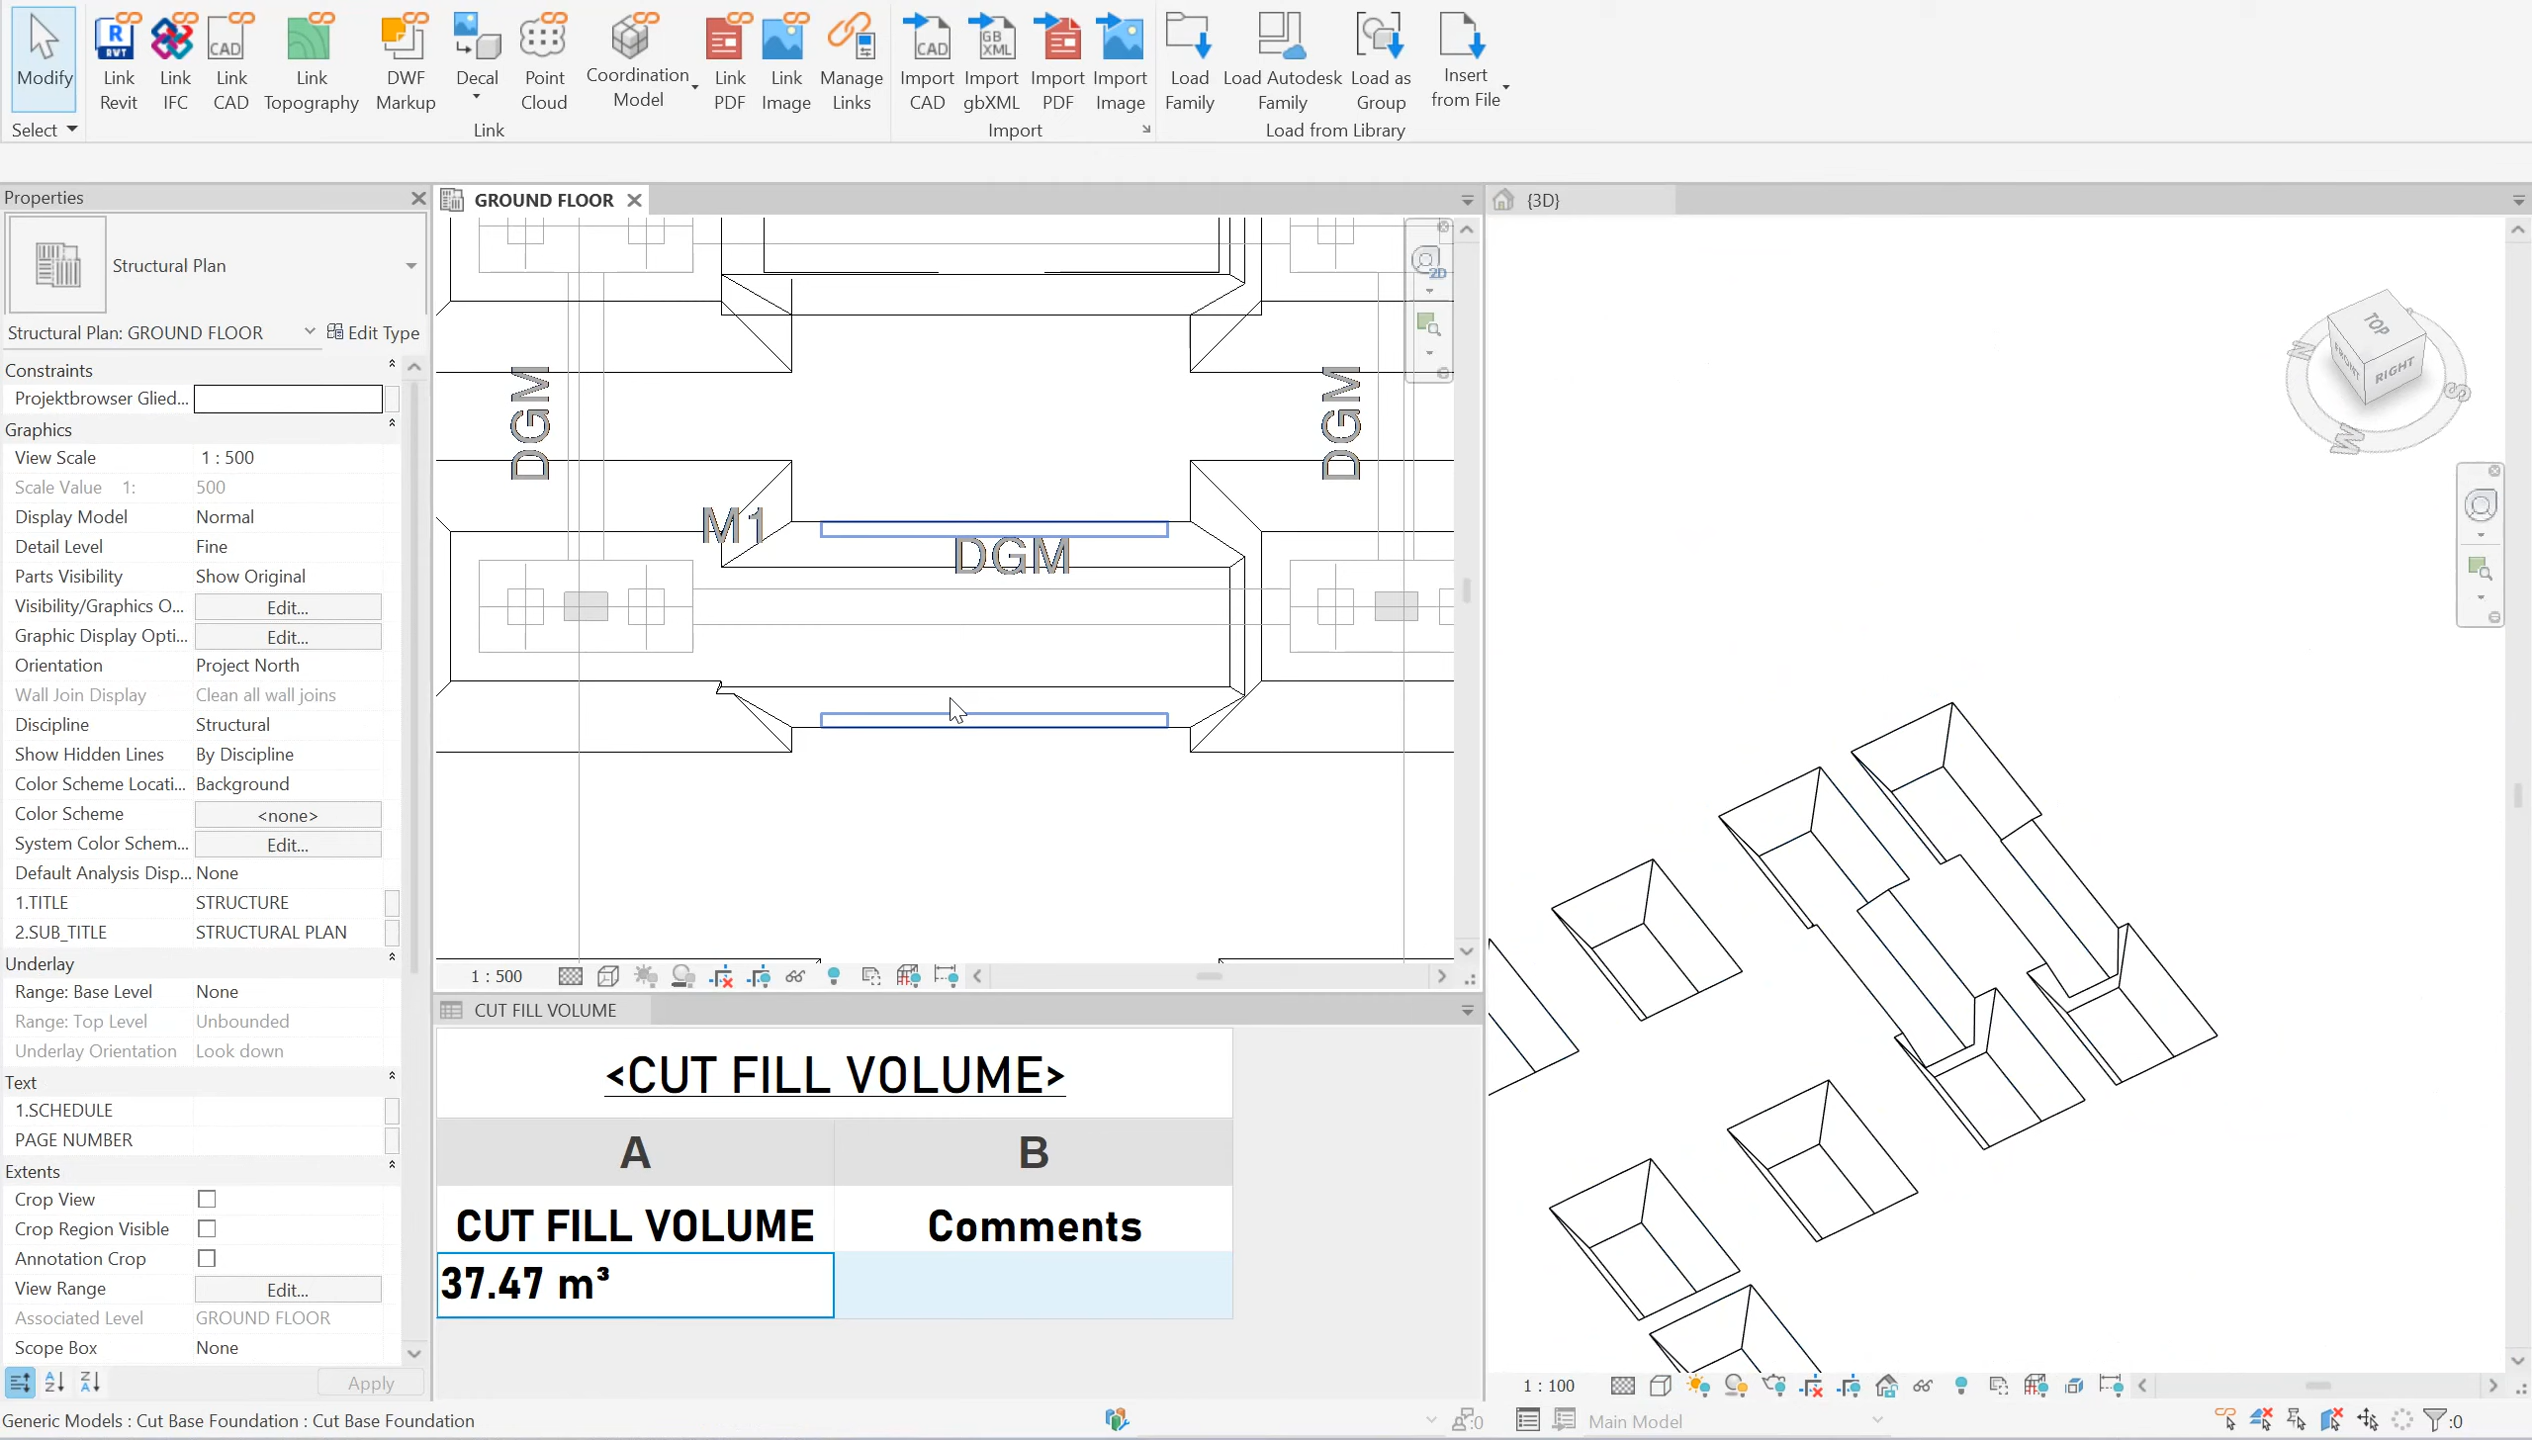 Modify
Link Revit
Link IFC
Link CAD
Link Topography
DWF Markup
Decal
Point Cloud
Coordination Model
Link PDF
Link Image
Manage Links
Import CAD
Import gbXML
Import PDF
Import Image
Load Family
Load Autodesk Family
Load as Group
Insert from File
Select
Link
Import
Load from Library
Properties
GROUND FLOOR
{3D}
Structural Plan
Structural Plan: GROUND FLOOR
Edit Type
Constraints
Projektbrowser Glied...
Graphics
View Scale 1 : 500
Scale Value 1: 500
Display Model Normal
Detail Level Fine
Parts Visibility Show Original
Visibility/Graphics O... Edit...
Graphic Display Opti... Edit...
Orientation Project North
Wall Join Display Clean all wall joins
Discipline Structural
Show Hidden Lines By Discipline
Color Scheme Locati... Background
Color Scheme <none>
System Color Schem... Edit...
Default Analysis Disp... None
1.TITLE STRUCTURE
2.SUB_TITLE STRUCTURAL PLAN
Underlay
Range: Base Level None
Range: Top Level Unbounded
Underlay Orientation Look down
Text
1.SCHEDULE
PAGE NUMBER
Extents
Crop View
Crop Region Visible
Annotation Crop
View Range Edit...
Associated Level GROUND FLOOR
Scope Box None
Apply
DGM
DGM
M1
DGM
2D
TOP
FRONT
RIGHT
1 : 500
CUT FILL VOLUME
<CUT FILL VOLUME>
A B
CUT FILL VOLUME Comments
37.47 m³
1 : 100
Generic Models : Cut Base Foundation : Cut Base Foundation
:0
Main Model
:0